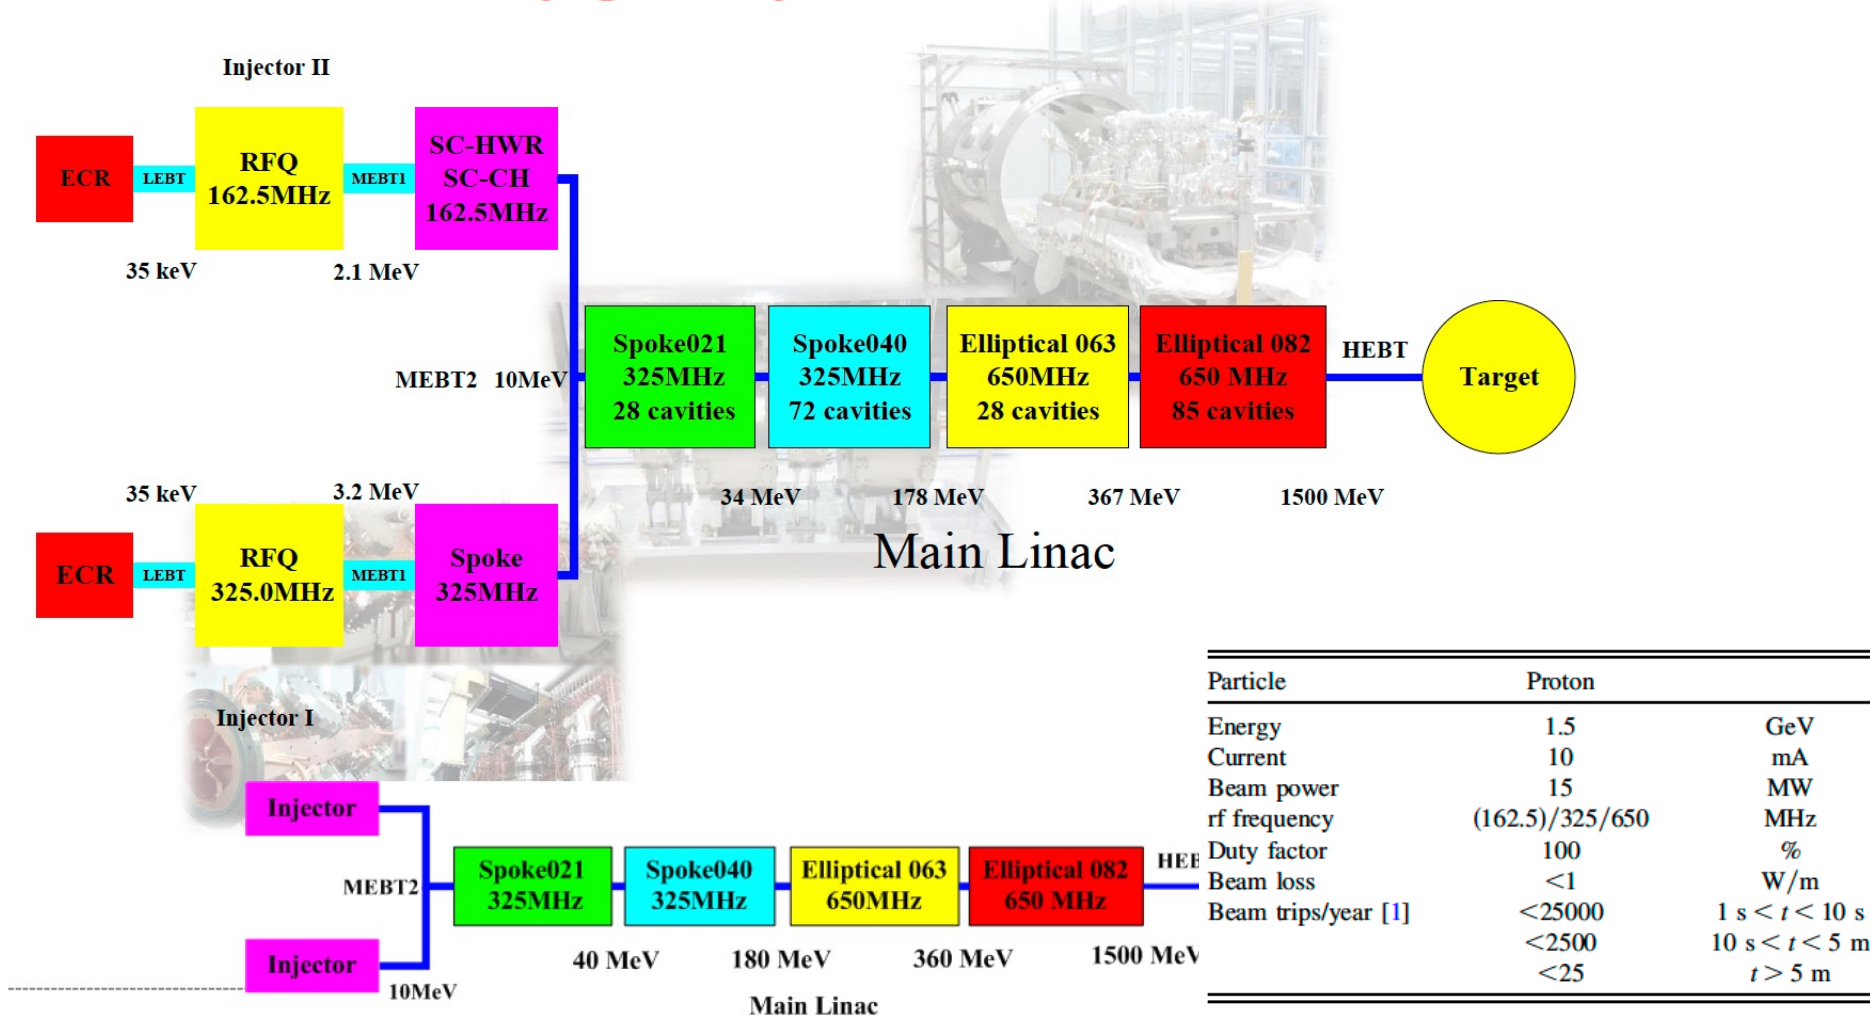 Injector II
ECR
LEBT
RFQ
162.5MHz
MEBT1
SC-HWR
SC-CH
162.5MHz
35 keV
2.1 MeV
MEBT2 10MeV
Spoke021
325MHz
28 cavities
Spoke040
325MHz
72 cavities
Elliptical 063
650MHz
28 cavities
Elliptical 082
650 MHz
85 cavities
HEBT
Target
34 MeV
178 MeV
367 MeV
1500 MeV
Main Linac
35 keV
3.2 MeV
ECR
LEBT
RFQ
325.0MHz
MEBT1
Spoke
325MHz
Injector I
Injector
MEBT2
Injector
10MeV
Spoke021
325MHz
Spoke040
325MHz
Elliptical 063
650MHz
Elliptical 082
650 MHz
40 MeV
180 MeV
360 MeV
1500 MeV
Main Linac
Particle Proton
Energy 1.5 GeV
Current 10 mA
Beam power 15 MW
rf frequency (162.5)/325/650 MHz
Duty factor 100 %
Beam loss <1 W/m
Beam trips/year [1] <25000 1 s < t < 10 s
<2500 10 s < t < 5 m
<25 t > 5 m